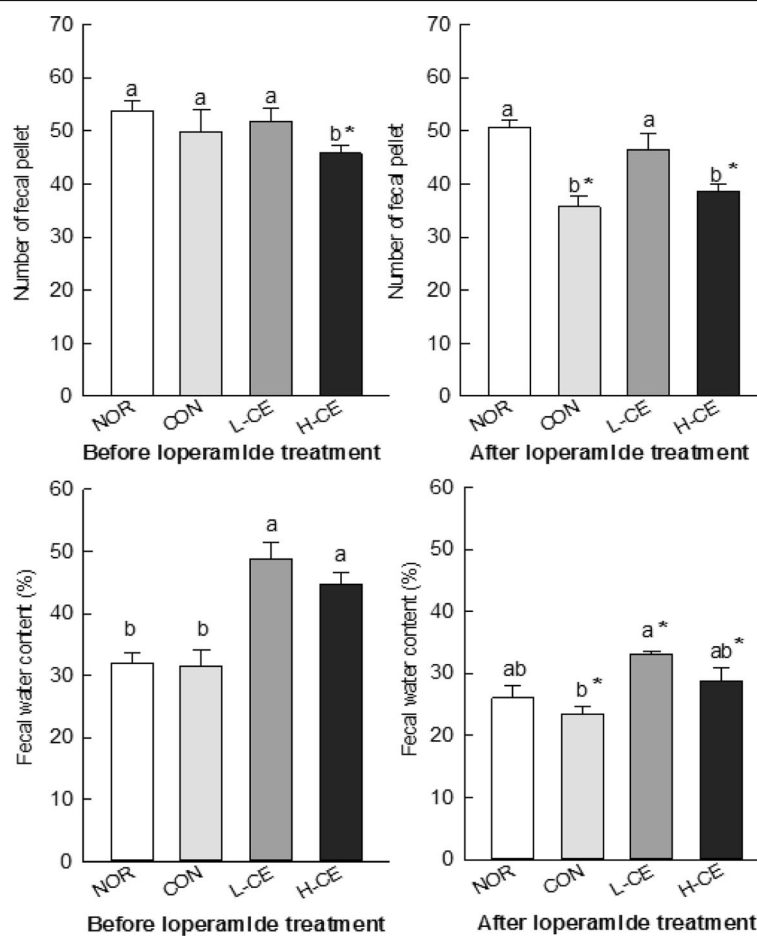 70
60
50
40
30
20
10
0
Number of fecal pellet
a
a
a
b*
NOR
CON
L-CE
H-CE
Before loperamide treatment
70
60
50
40
30
20
10
0
Number of fecal pellet
a
b*
a
b*
NOR
CON
L-CE
H-CE
After loperamide treatment
60
50
40
30
20
10
0
Fecal water content (%)
b
b
a
a
NOR
CON
L-CE
H-CE
Before loperamide treatment
60
50
40
30
20
10
0
Fecal water content (%)
ab
b*
a*
ab*
NOR
CON
L-CE
H-CE
After loperamide treatment